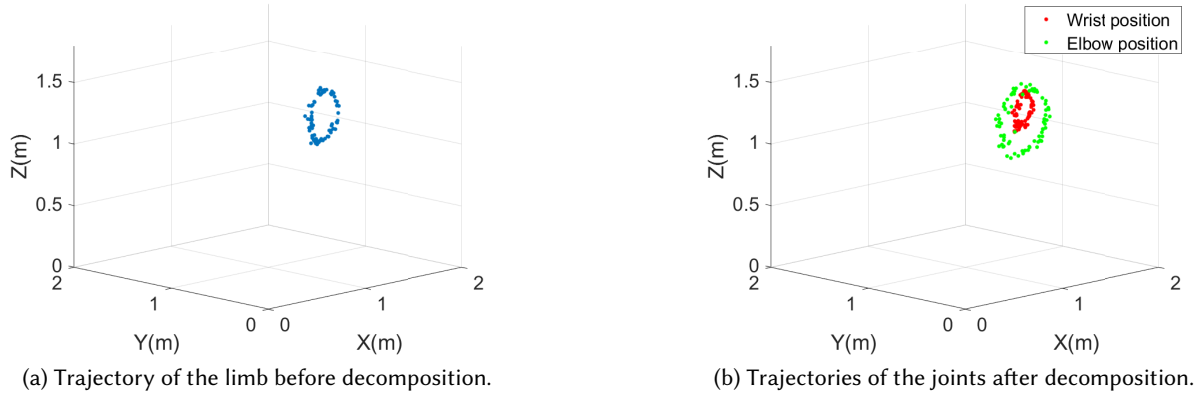 1.5
1
0.5
0
Z(m)
2
1
0
0
1
2
Y(m)
X(m)
(a) Trajectory of the limb before decomposition.
Wrist position
Elbow position
1.5
1
0.5
0
Z(m)
2
1
0
0
1
2
Y(m)
X(m)
(b) Trajectories of the joints after decomposition.